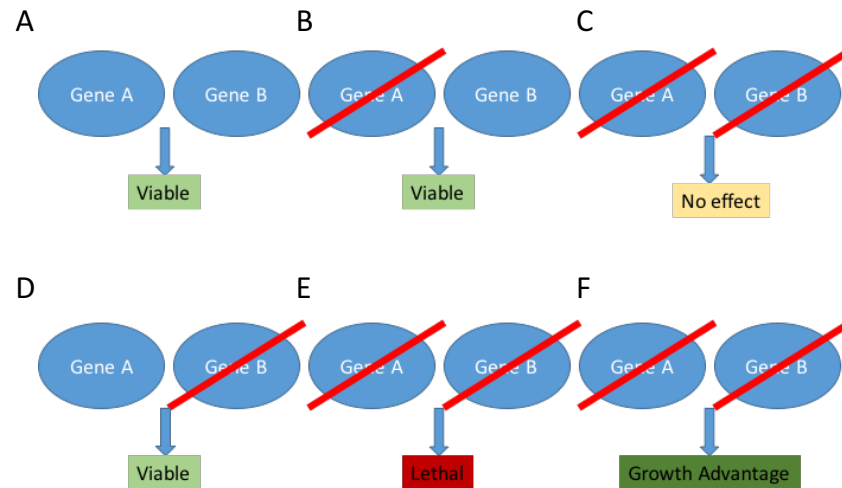 A
B
C
Gene A
Gene B
Gene A
Gene B
Gene A
Gene B
Viable
Viable
No effect
D
E
F
Gene A
Gene B
Gene A
Gene B
Gene A
Gene B
Viable
Lethal
Growth Advantage